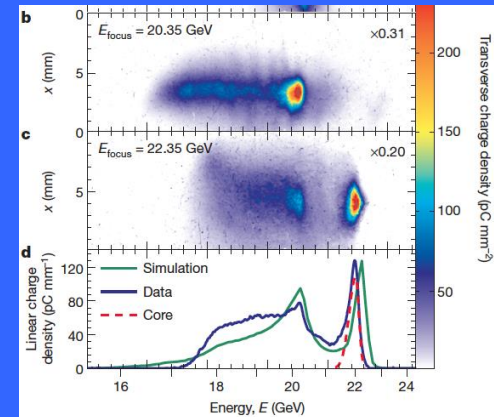 b
0
E focus = 20.35 GeV
×0.31
x (mm)
5
0
c
E focus = 22.35 GeV
×0.20
x (mm)
5
d
Linear charge
density (pC mm⁻¹)
120
80
40
0
Simulation
Data
Core
16
18
20
22
24
Energy, E (GeV)
200
150
100
50
Transverse charge density (pC mm⁻²)